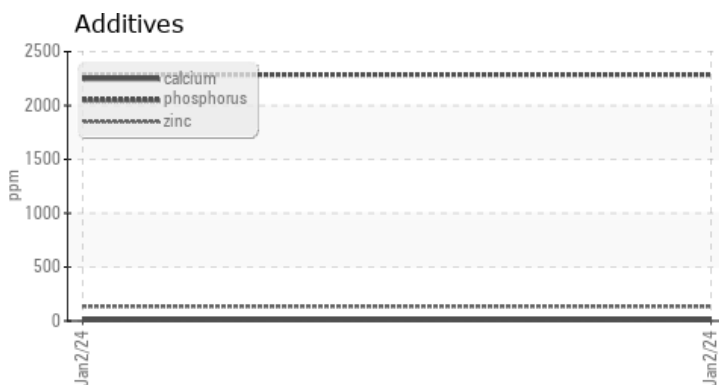 Additives
2500
2000
1500
1000
500
0
ppm
calcium
phosphorus
zinc
Jan2/24
Jan2/24